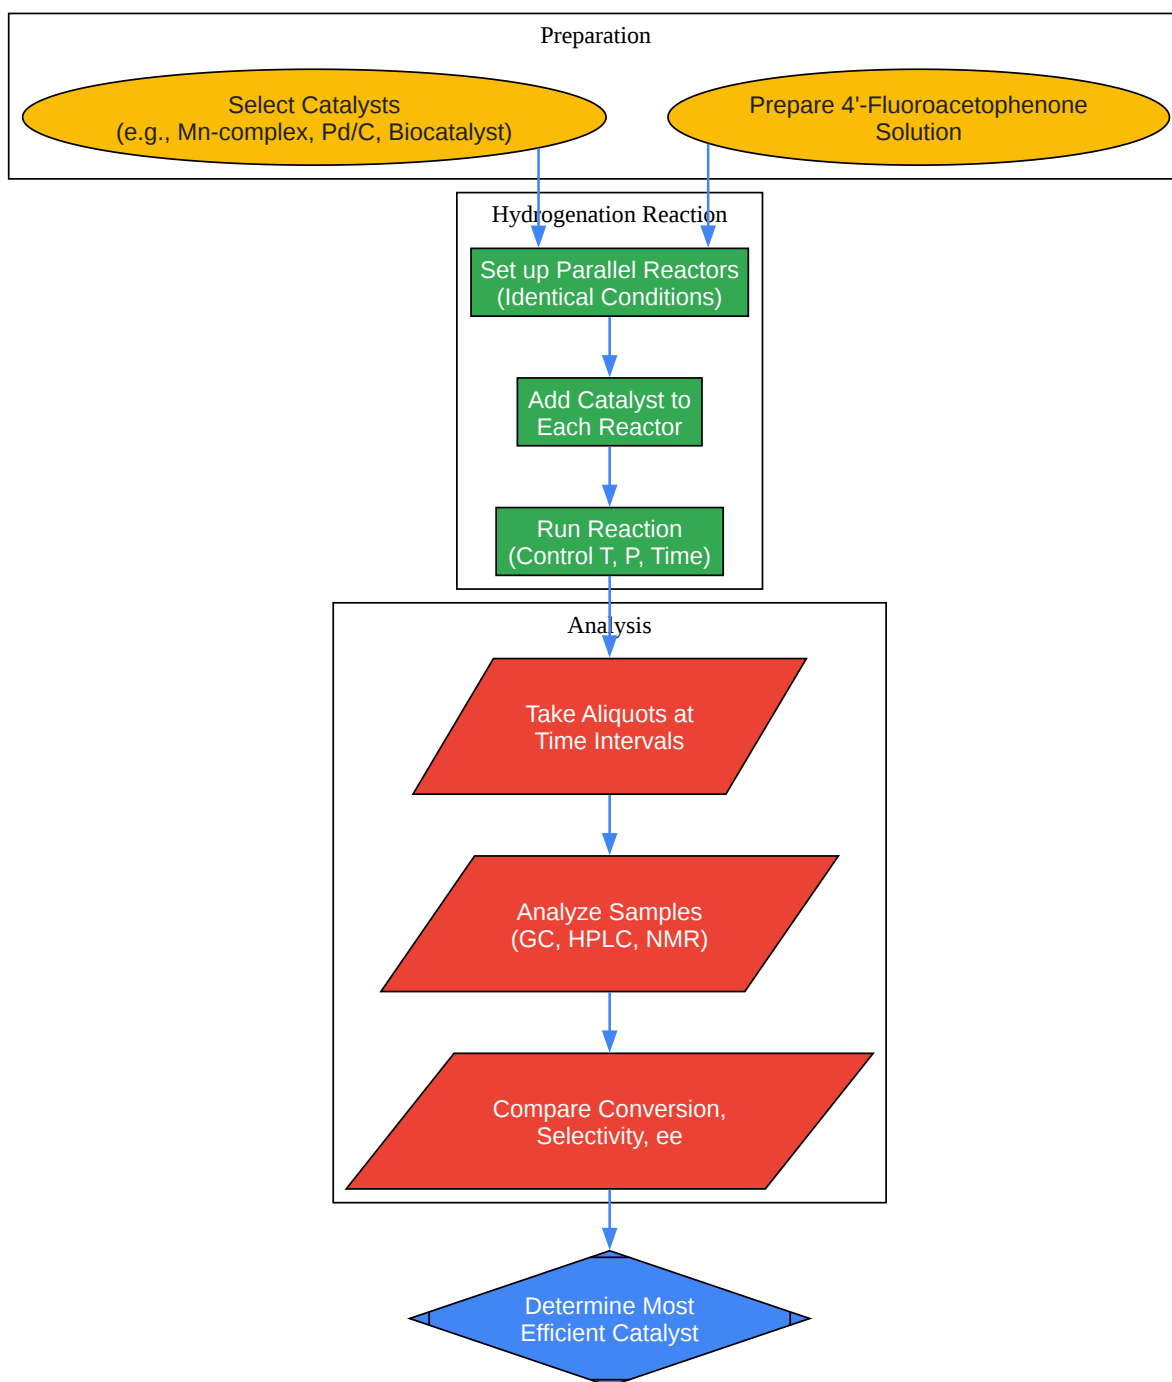 Preparation
Select Catalysts
(e.g., Mn-complex, Pd/C, Biocatalyst)
Prepare 4'-Fluoroacetophenone
Solution
Hydrogenation Reaction
Set up Parallel Reactors
(Identical Conditions)
Add Catalyst to
Each Reactor
Run Reaction
(Control T, P, Time)
Analysis
Take Aliquots at
Time Intervals
Analyze Samples
(GC, HPLC, NMR)
Compare Conversion,
Selectivity, ee
Determine Most
Efficient Catalyst